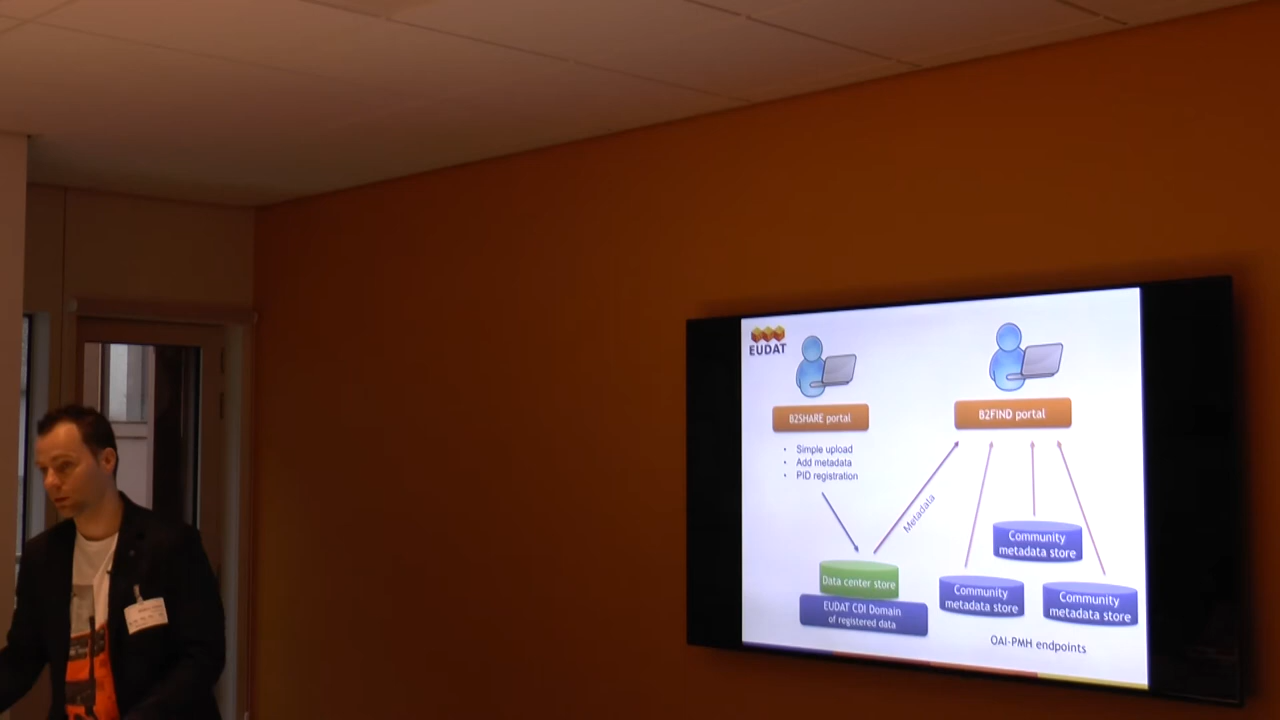 EUDAT
B2SHARE portal
B2FIND portal
• Simple upload
• Add metadata
• PID registration
Metadata
Data center store
EUDAT CDI Domain
of registered data
Community
metadata store
Community
metadata store
Community
metadata store
OAI-PMH endpoints